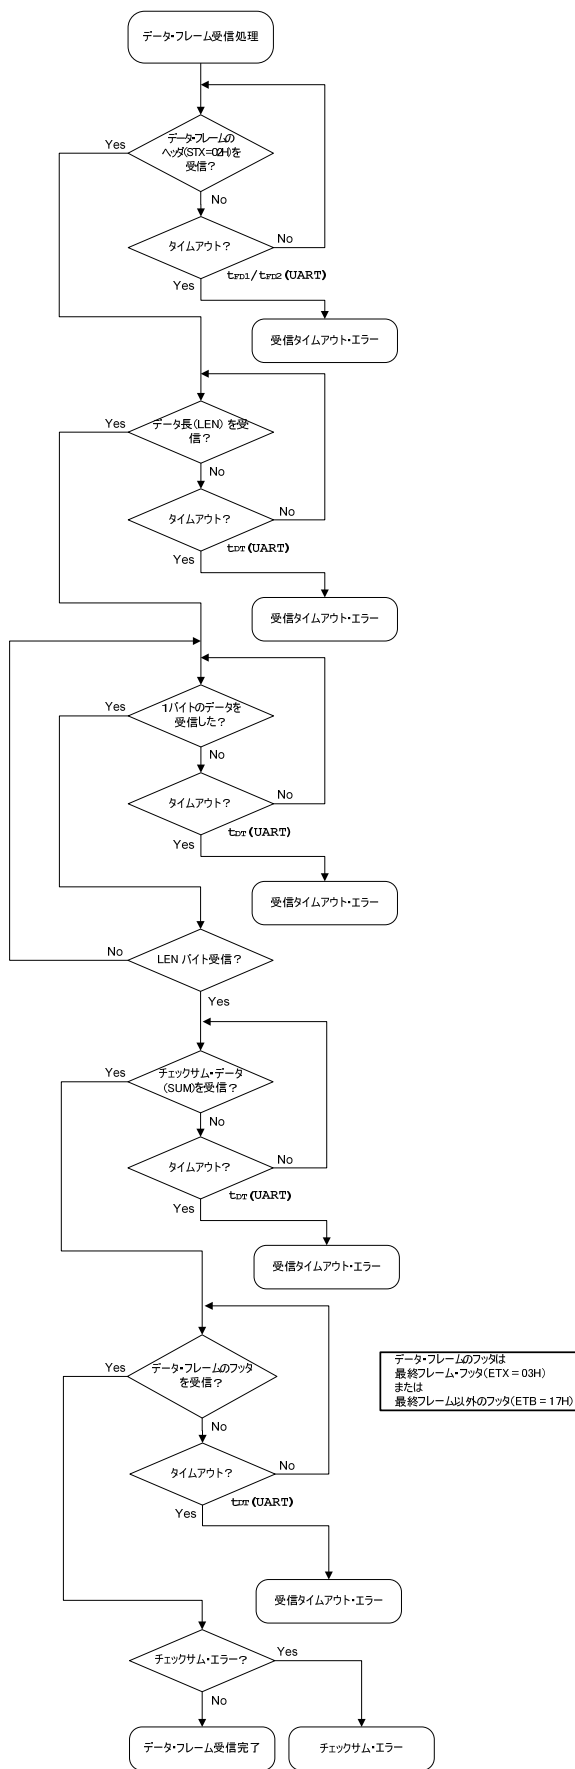 データ・フレーム受信処理
データ・フレームの
ヘッダ(STX=02H)を
受信？
Yes
No
タイムアウト？
No
tFD1/tFD2(UART)
Yes
受信タイムアウト・エラー
データ長(LEN) を受
信？
Yes
No
タイムアウト？
No
tDT(UART)
Yes
受信タイムアウト・エラー
1バイトのデータを
受信した？
Yes
No
タイムアウト？
No
tDT(UART)
Yes
受信タイムアウト・エラー
LEN バイト受信？
No
Yes
チェックサム・データ
(SUM)を受信？
Yes
No
タイムアウト？
No
tDT(UART)
Yes
受信タイムアウト・エラー
データ・フレームのフッタ
を受信？
Yes
データ・フレームのフッタは
最終フレーム・フッタ(ETX = 03H)
または
最終フレーム以外のフッタ(ETB = 17H)
No
タイムアウト？
No
tDT(UART)
Yes
受信タイムアウト・エラー
チェックサム・エラー？
Yes
No
データ・フレーム受信完了
チェックサム・エラー